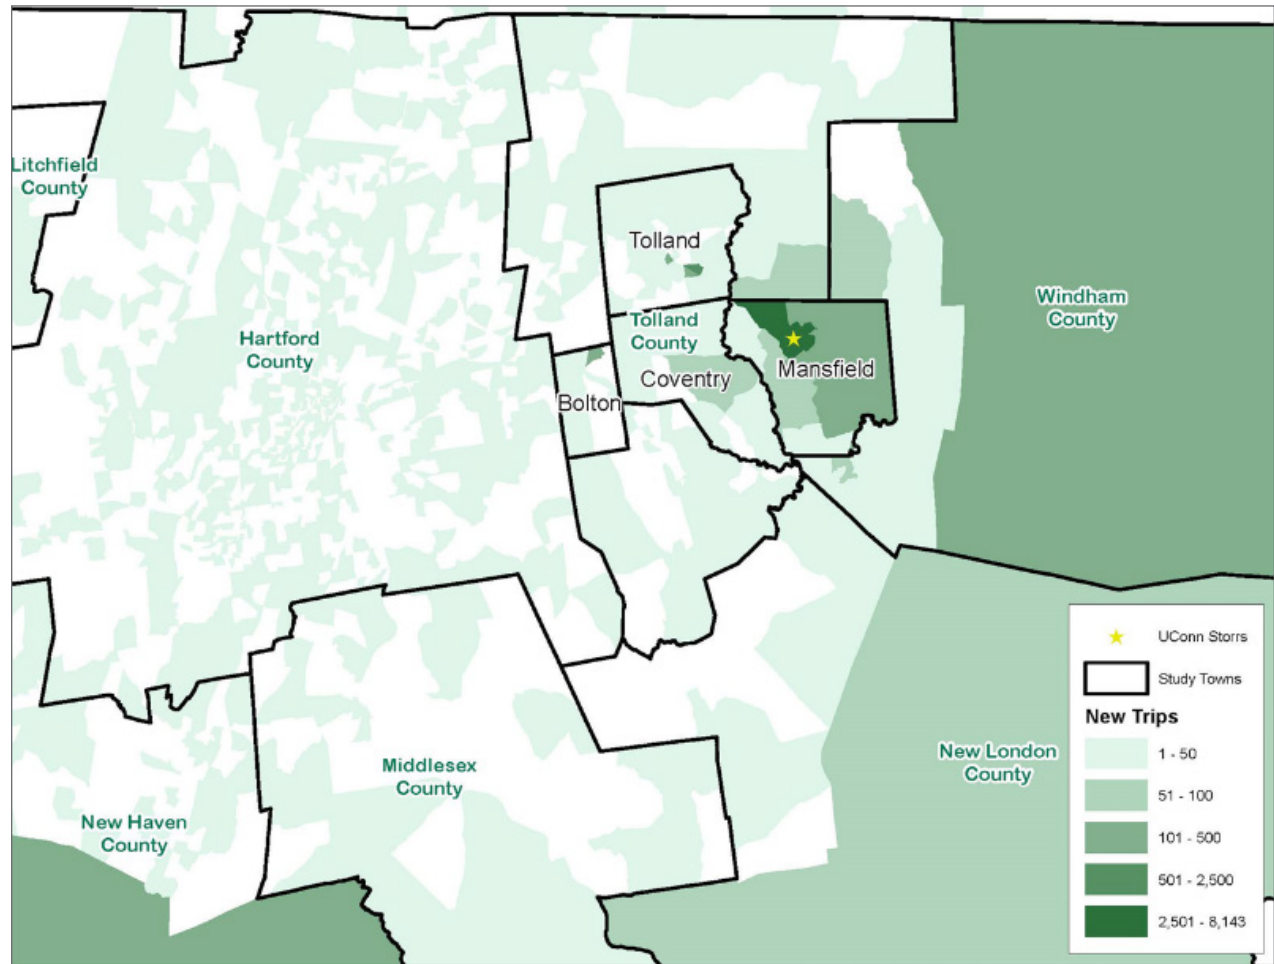 Litchfield
County
Tolland
Windham
County
Hartford
County
Tolland
County
Mansfield
Coventry
Bolton
UConn Storrs
Study Towns
New Trips
1 - 50
51 - 100
101 - 500
501 - 2,500
2,501 - 8,143
New London
County
Middlesex
County
New Haven
County